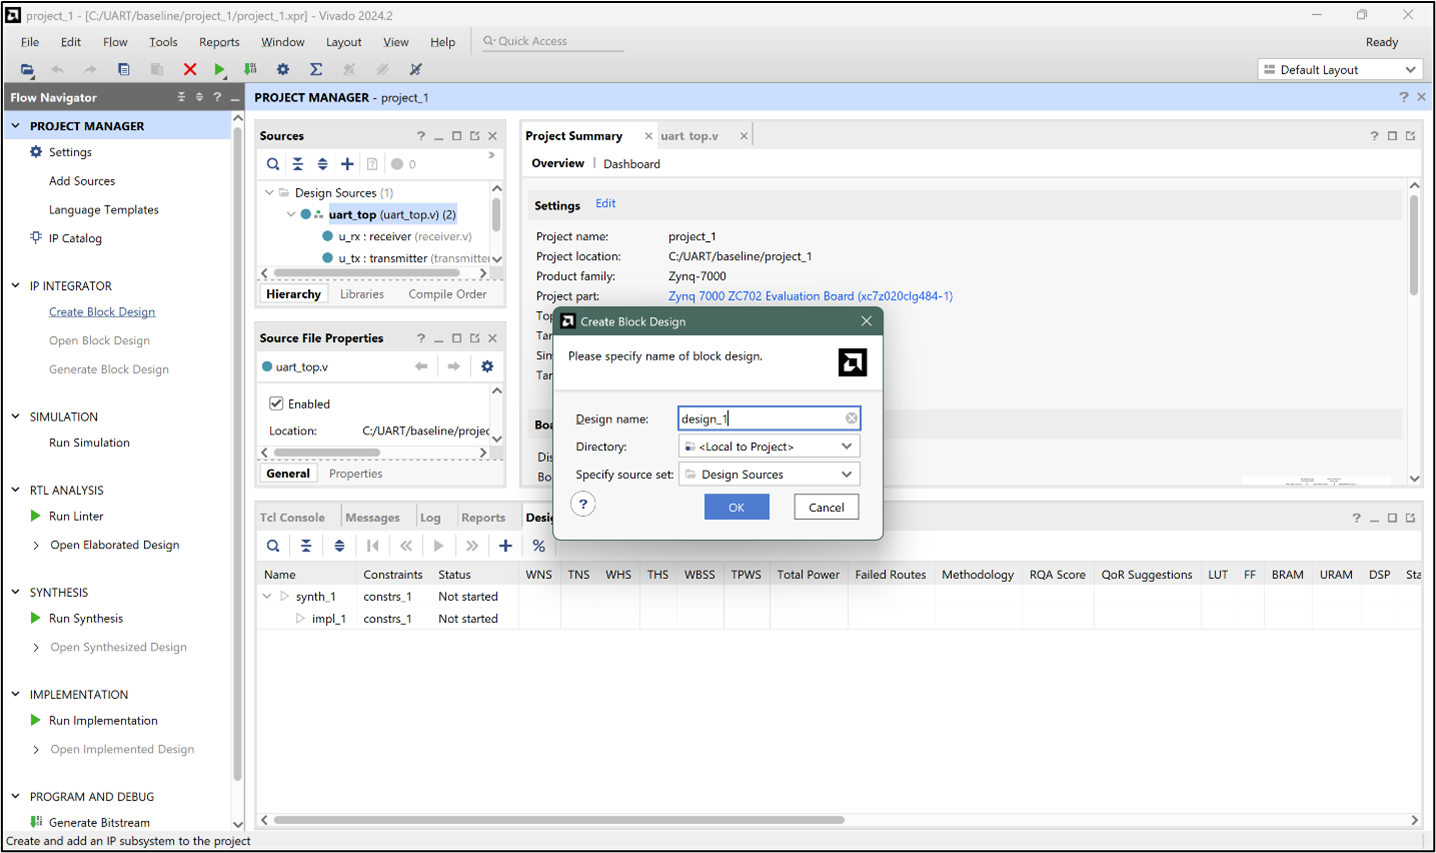 project_1 - [C:/UART/baseline/project_1/project_1.xpr] - Vivado 2024.2
File Edit Flow Tools Reports Window Layout View Help Quick Access Ready
Default Layout
Flow Navigator
PROJECT MANAGER
Settings
Add Sources
Language Templates
IP Catalog
IP INTEGRATOR
Create Block Design
Open Block Design
Generate Block Design
SIMULATION
Run Simulation
RTL ANALYSIS
Run Linter
Open Elaborated Design
SYNTHESIS
Run Synthesis
Open Synthesized Design
IMPLEMENTATION
Run Implementation
Open Implemented Design
PROGRAM AND DEBUG
Generate Bitstream
PROJECT MANAGER - project_1
Sources
0
Design Sources (1)
uart_top (uart_top.v) (2)
u_rx : receiver (receiver.v)
u_tx : transmitter (transmitter
Hierarchy Libraries Compile Order
Source File Properties
uart_top.v
Enabled
Location: C:/UART/baseline/projec
General Properties
Project Summary uart_top.v
Overview | Dashboard
Settings Edit
Project name: project_1
Project location: C:/UART/baseline/project_1
Product family: Zynq-7000
Project part: Zynq 7000 ZC702 Evaluation Board (xc7z020clg484-1)
Top
Tar
Sim
Tar
Boa
Dis
Boa
Create Block Design
Please specify name of block design.
Design name: design_1
Directory: <Local to Project>
Specify source set: Design Sources
? OK Cancel
Tcl Console Messages Log Reports Desig
%
Name Constraints Status WNS TNS WHS THS WBSS TPWS Total Power Failed Routes Methodology RQA Score QoR Suggestions LUT FF BRAM URAM DSP Sta
synth_1 constrs_1 Not started
impl_1 constrs_1 Not started
Create and add an IP subsystem to the project